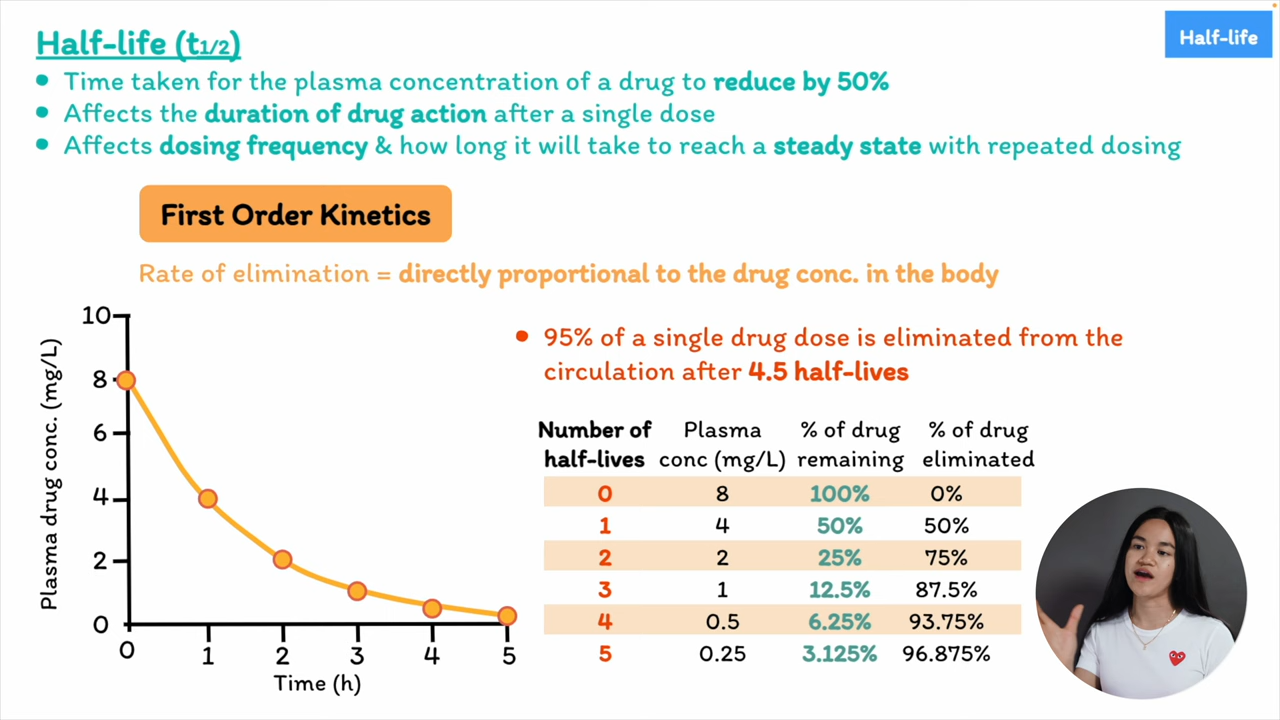 Half-life (t1/2)
Half-life
• Time taken for the plasma concentration of a drug to reduce by 50%
• Affects the duration of drug action after a single dose
• Affects dosing frequency & how long it will take to reach a steady state with repeated dosing
First Order Kinetics
Rate of elimination = directly proportional to the drug conc. in the body
Plasma drug conc. (mg/L)
10
8
6
4
2
0
0 1 2 3 4 5
Time (h)
• 95% of a single drug dose is eliminated from the
circulation after 4.5 half-lives
Number of Plasma % of drug % of drug
half-lives conc (mg/L) remaining eliminated
0 8 100% 0%
1 4 50% 50%
2 2 25% 75%
3 1 12.5% 87.5%
4 0.5 6.25% 93.75%
5 0.25 3.125% 96.875%